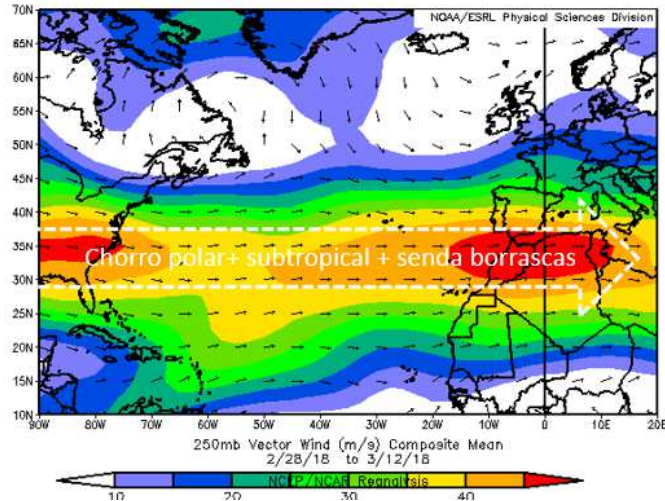 NOAA/ESRL Physical Sciences Division
70N
65N
60N
55N
50N
45N
40N
35N
30N
25N
20N
15N
10N
Chorro polar+ subtropical + senda borrascas
90W 80W 70W 60W 50W 40W 30W 20W 10W 0 10E 20E
250mb Vector Wind (m/s) Composite Mean
2/28/18 to 3/12/18
NCEP/NCAR Reanalysis
10 20 30 40